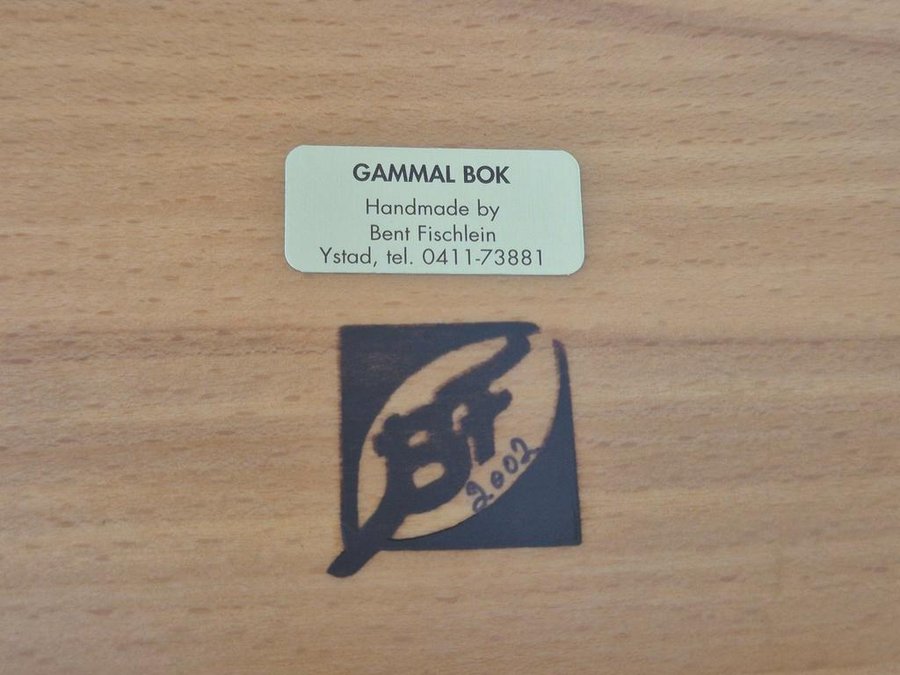 GAMMAL BOK
Handmade by
Bent Fischlein
Ystad, tel. 0411-73881
BF
2002